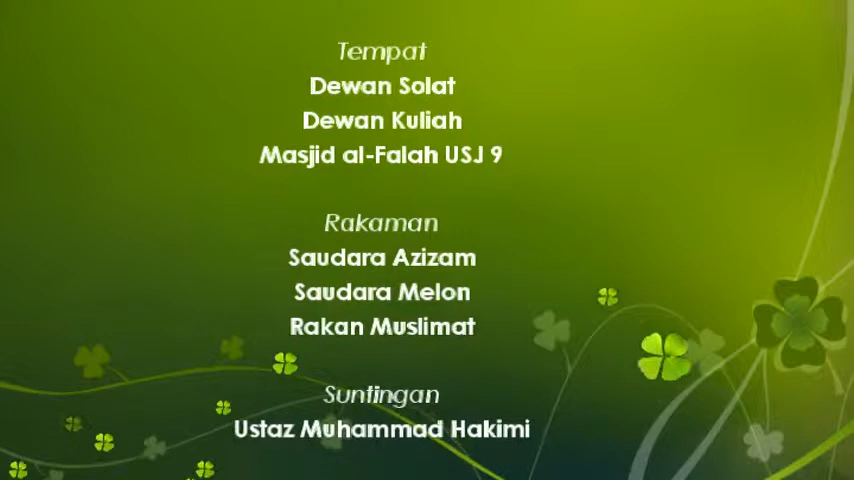 Tempat
Dewan Solat
Dewan Kuliah
Masjid al-Falah USJ 9
Rakaman
Saudara Azizam
Saudara Melon
Rakan Muslimat
Suntingan
Ustaz Muhammad Hakimi